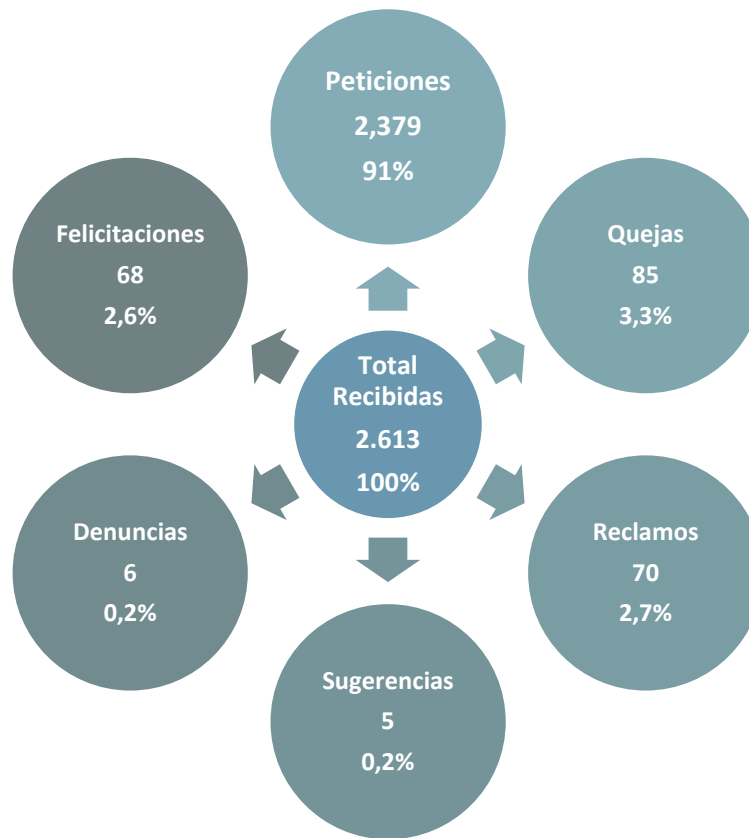 Peticiones
2,379
91%
Felicitaciones
68
2,6%
Quejas
85
3,3%
Total
Recibidas
2.613
100%
Denuncias
6
0,2%
Reclamos
70
2,7%
Sugerencias
5
0,2%